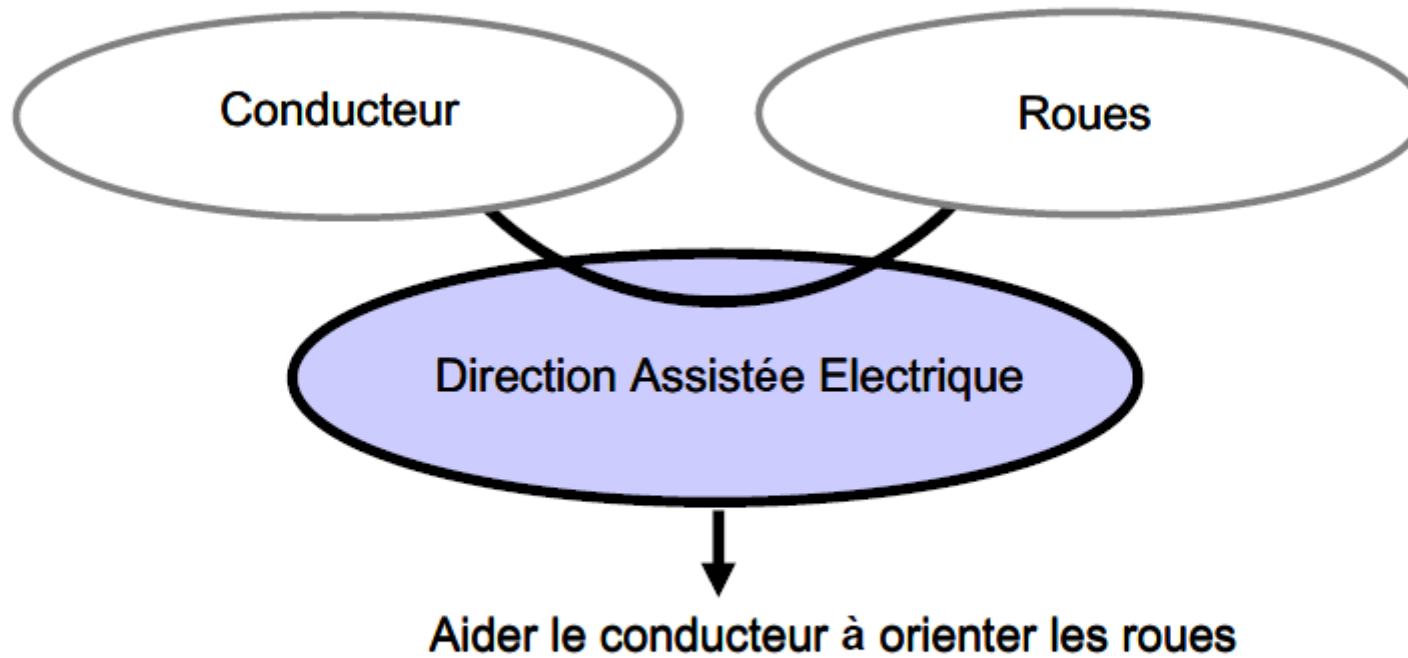 Conducteur
Roues
Direction Assistée Electrique
Aider le conducteur à orienter les roues